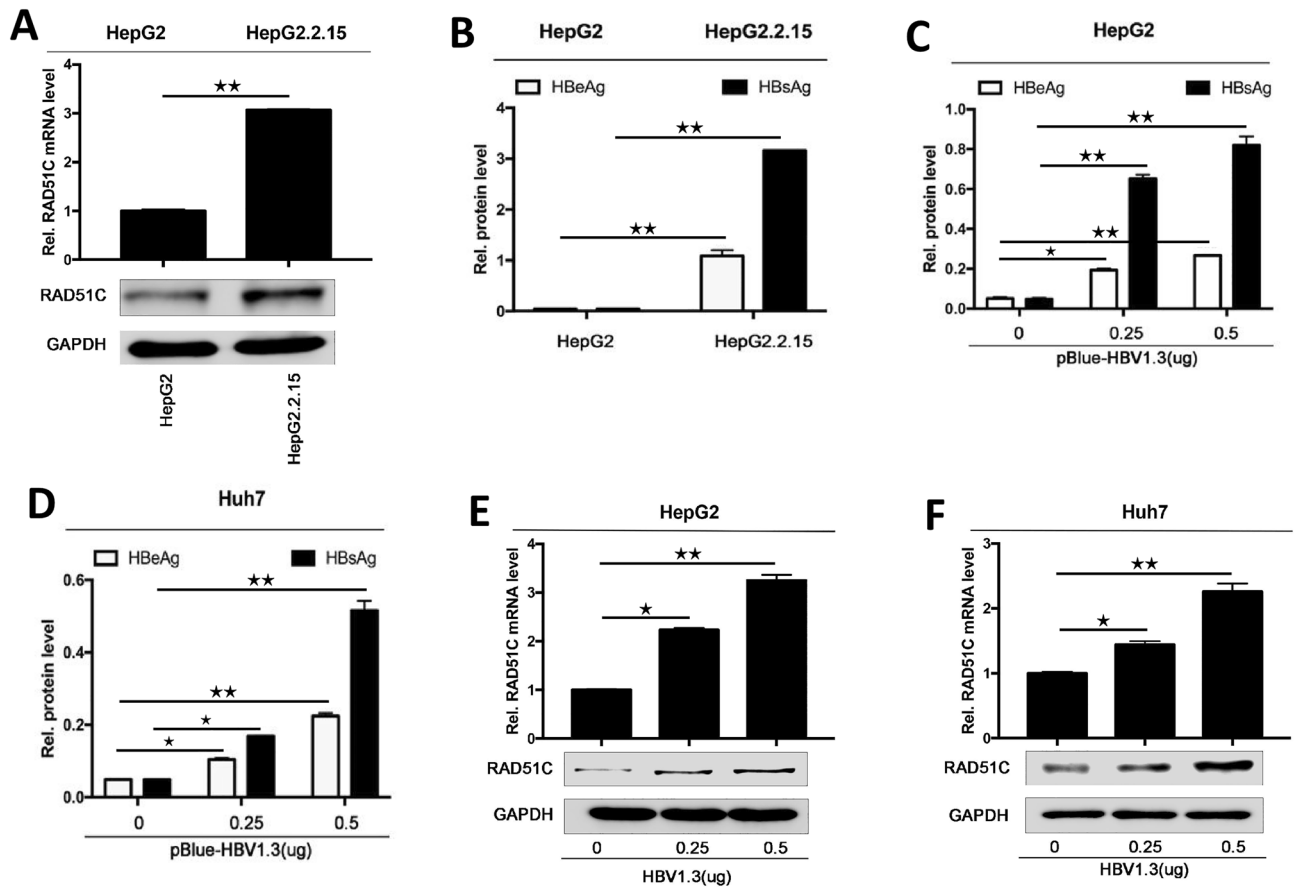 A
HepG2 HepG2.2.15
Rel. RAD51C mRNA level
4
3
2
1
0
★★
RAD51C
GAPDH
HepG2
HepG2.2.15
B
HepG2 HepG2.2.15
HBeAg HBsAg
Rel. protein level
4
3
2
1
0
★★
★★
HepG2 HepG2.2.15
C
HepG2
HBeAg HBsAg
Rel. protein level
1.0
0.8
0.6
0.4
0.2
0.0
★★
★★
★★
★
0 0.25 0.5
pBlue-HBV1.3(ug)
D
Huh7
HBeAg HBsAg
Rel. protein level
0.6
0.4
0.2
0.0
★★
★★
★
★
0 0.25 0.5
pBlue-HBV1.3(ug)
E
HepG2
Rel. RAD51C mRNA level
4
3
2
1
0
★★
★
RAD51C
GAPDH
0 0.25 0.5
HBV1.3(ug)
F
Huh7
Rel. RAD51C mRNA level
3
2
1
0
★★
★
RAD51C
GAPDH
0 0.25 0.5
HBV1.3(ug)